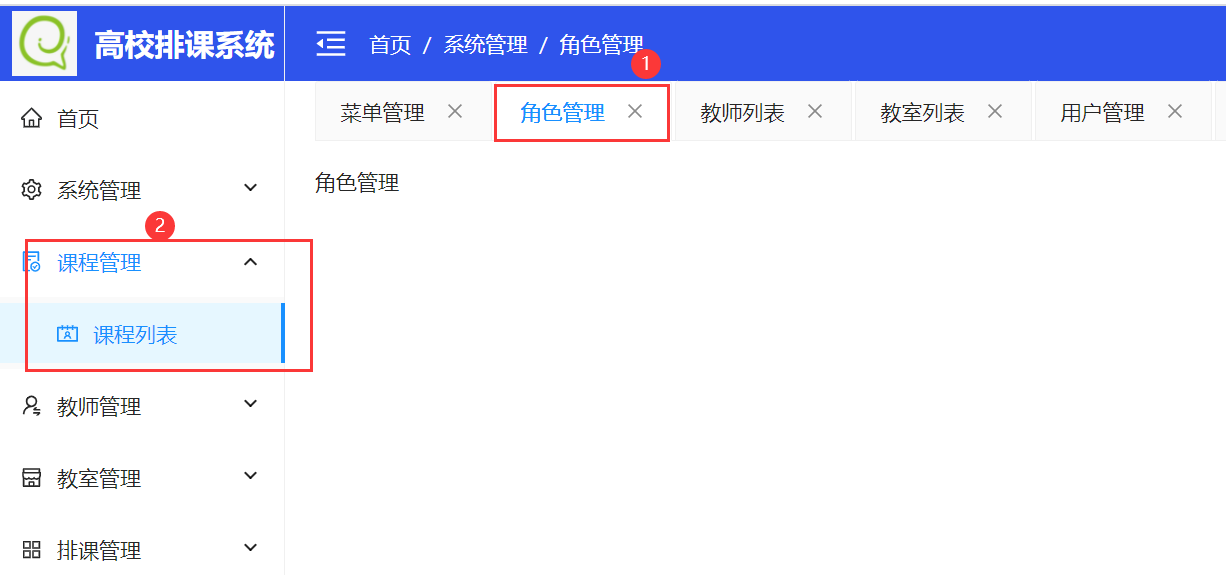 高校排课系统
首页 / 系统管理 / 角色管理
1
菜单管理 角色管理 教师列表 教室列表 用户管理
角色管理
首页
系统管理
2
课程管理
课程列表
教师管理
教室管理
排课管理